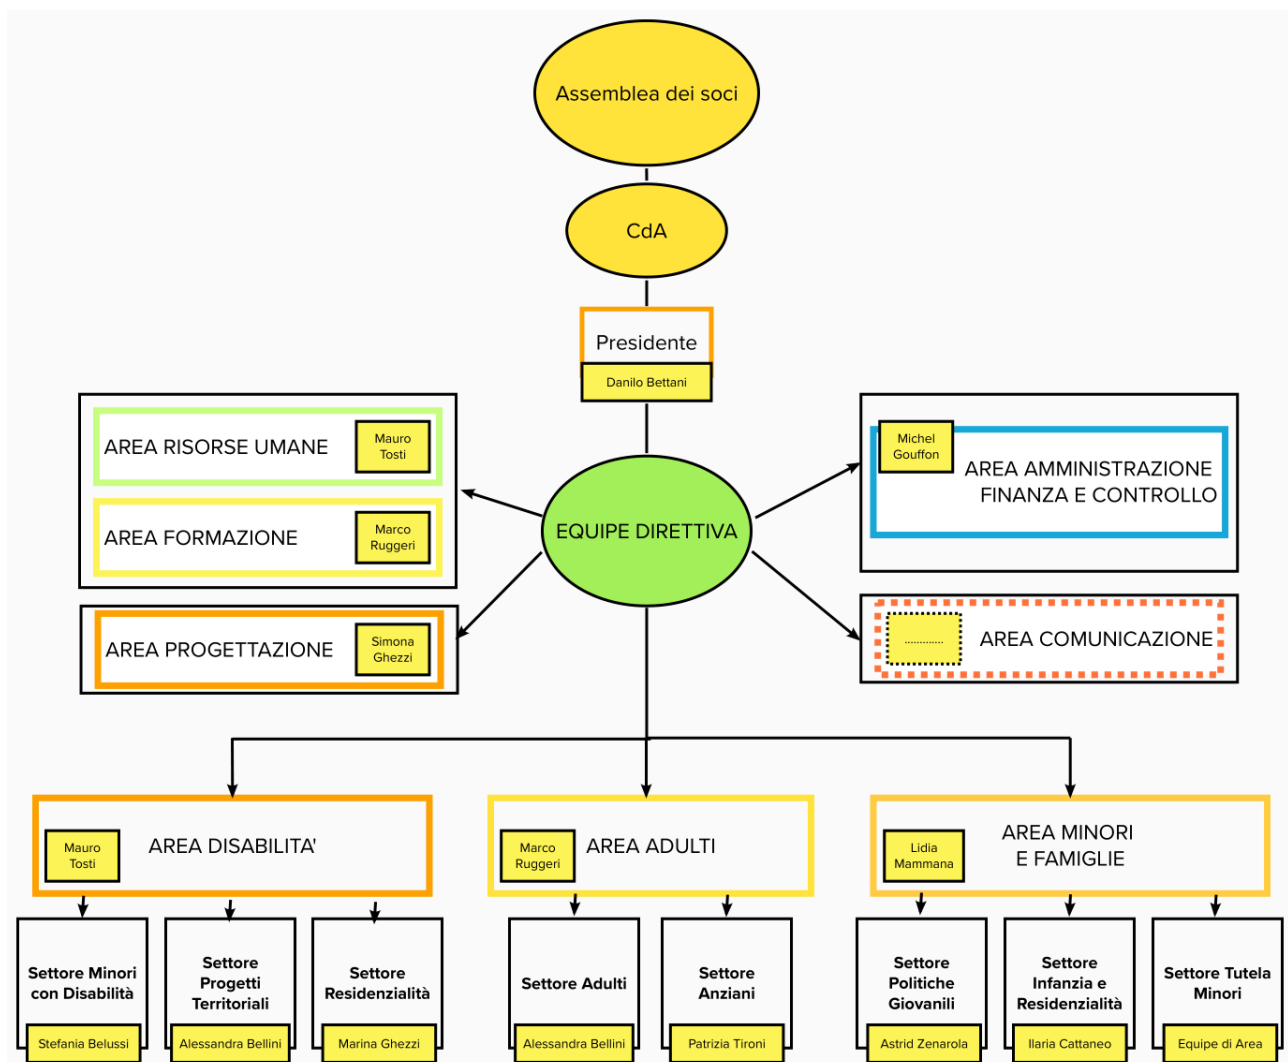 Assemblea dei soci
CdA
Presidente
Danilo Bettani
AREA RISORSE UMANE
Mauro
Tosti
AREA FORMAZIONE
Marco
Ruggeri
AREA PROGETTAZIONE
Simona
Ghezzi
EQUIPE DIRETTIVA
Michel
Gouffon
AREA AMMINISTRAZIONE
FINANZA E CONTROLLO
.............
AREA COMUNICAZIONE
Mauro
Tosti
AREA DISABILITA'
Marco
Ruggeri
AREA ADULTI
Lidia
Mammana
AREA MINORI
E FAMIGLIE
Settore Minori
con Disabilità
Stefania Belussi
Settore
Progetti
Territoriali
Alessandra Bellini
Settore
Residenzialità
Marina Ghezzi
Settore Adulti
Alessandra Bellini
Settore
Anziani
Patrizia Tironi
Settore
Politiche
Giovanili
Astrid Zenarola
Settore
Infanzia e
Residenzialità
Ilaria Cattaneo
Settore Tutela
Minori
Equipe di Area